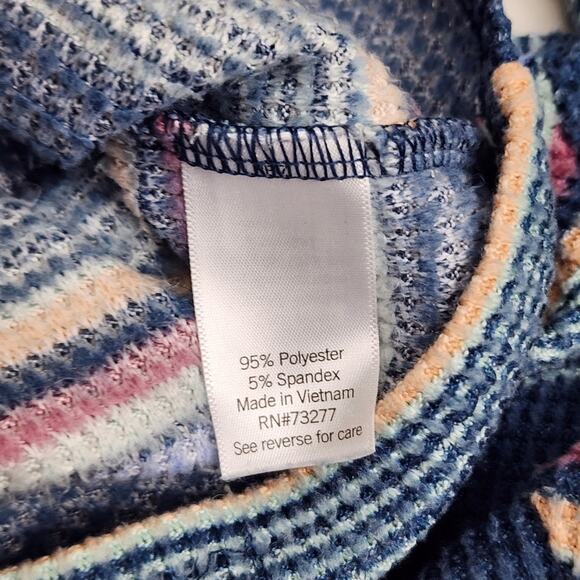 95% Polyester
5% Spandex
Made in Vietnam
RN#73277
See reverse for care